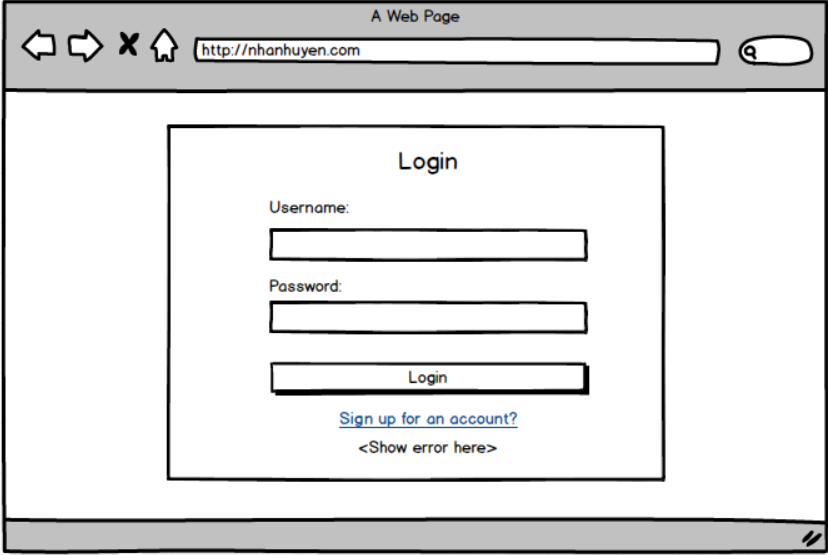 A Web Page
http://nhanhuyen.com
Login
Username:
Password:
Login
Sign up for an account?
<Show error here>